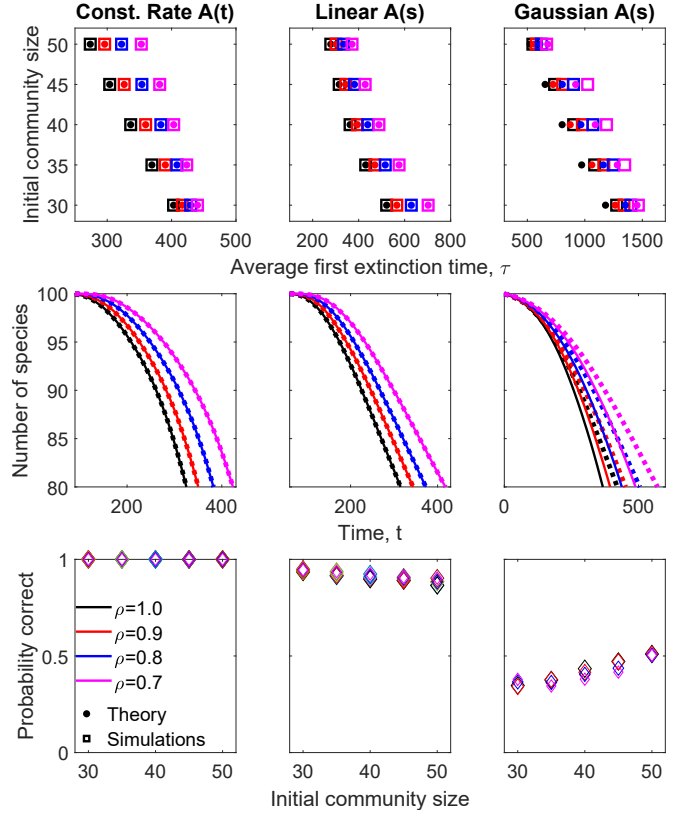 Const. Rate A(t) Linear A(s) Gaussian A(s)
Initial community size
50
45
40
35
30
300 400 500
200 400 600 800
500 1000 1500
Average first extinction time, τ
Number of species
100
95
90
85
80
200 400
200 400
0 500
Time, t
Probability correct
1
0.5
0
ρ=1.0
ρ=0.9
ρ=0.8
ρ=0.7
Theory
Simulations
30 40 50
30 40 50
30 40 50
Initial community size